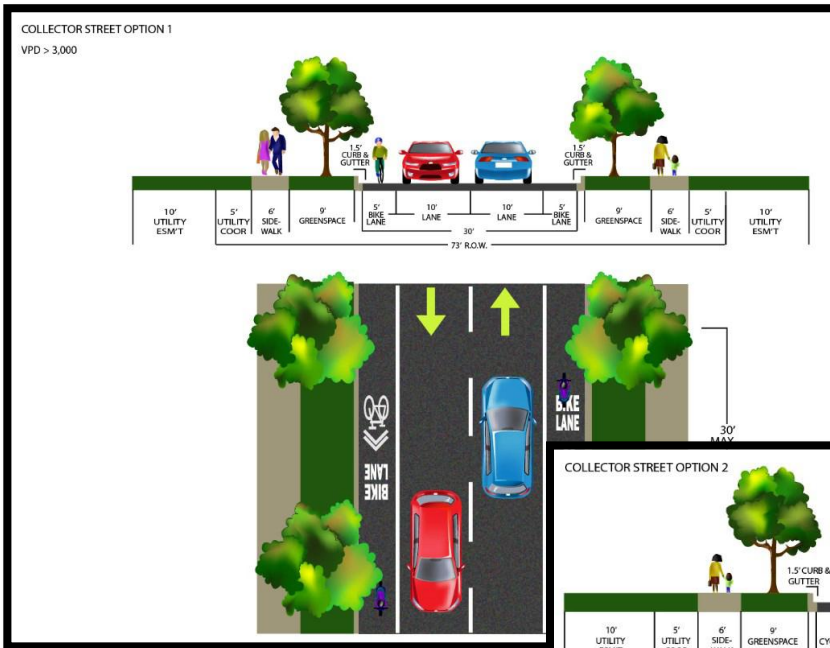 COLLECTOR STREET OPTION 1
VPD > 3,000
1.5'
CURB &
GUTTER
1.5'
CURB &
GUTTER
10'
UTILITY
ESM'T
5'
UTILITY
COOR
6'
SIDE-
WALK
9'
GREENSPACE
5'
BIKE
LANE
10'
LANE
10'
LANE
5'
BIKE
LANE
9'
GREENSPACE
6'
SIDE-
WALK
5'
UTILITY
COOR
10'
UTILITY
ESM'T
30'
73' R.O.W.
BIKE
LANE
BIKE
LANE
30'
MAX
COLLECTOR STREET OPTION 2
1.5' CURB &
GUTTER
10'
UTILITY
5'
UTILITY
6'
SIDE-
9'
GREENSPACE